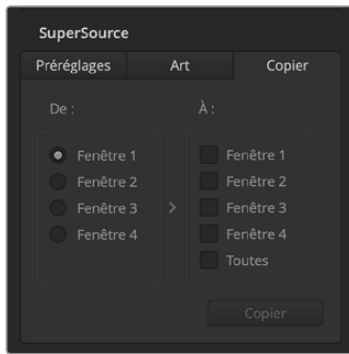 SuperSource
Préréglages Art Copier
De : À :
Fenêtre 1 Fenêtre 1
Fenêtre 2 Fenêtre 2
Fenêtre 3 > Fenêtre 3
Fenêtre 4 Fenêtre 4
Toutes
Copier